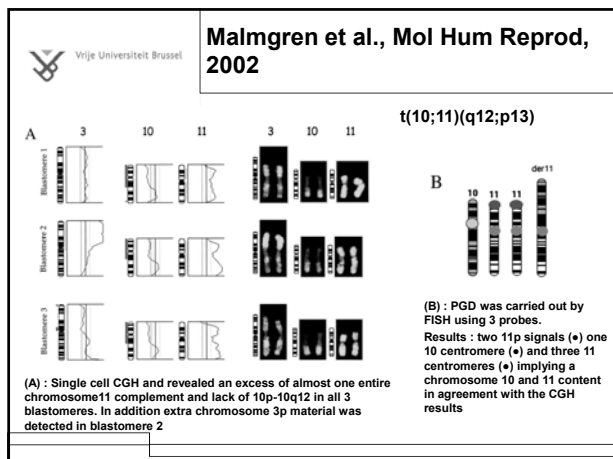 Vrije Universiteit Brussel
Malmgren et al., Mol Hum Reprod,
2002
t(10;11)(q12;p13)
A
3 10 11 3 10 11
Blastomere 1
Blastomere 2
Blastomere 3
B
10 11 11 der11
(B) : PGD was carried out by
FISH using 3 probes.
Results : two 11p signals (●) one
10 centromere (●) and three 11
centromeres (●) implying a
chromosome 10 and 11 content
in agreement with the CGH
results
(A) : Single cell CGH and revealed an excess of almost one entire
chromosome11 complement and lack of 10p-10q12 in all 3
blastomeres. In addition extra chromosome 3p material was
detected in blastomere 2